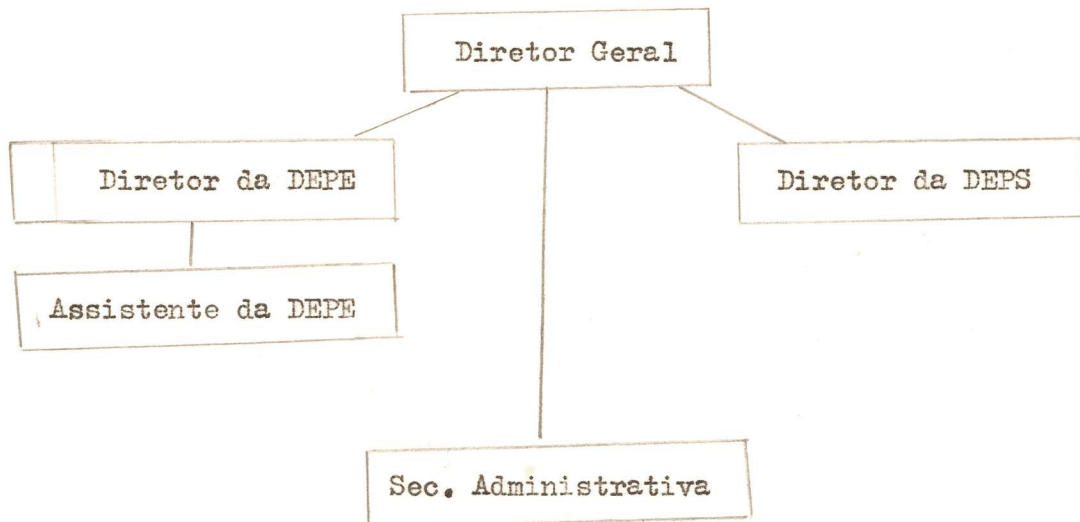 Diretor Geral
Diretor da DEPE
Diretor da DEPS
Assistente da DEPE
Sec. Administrativa